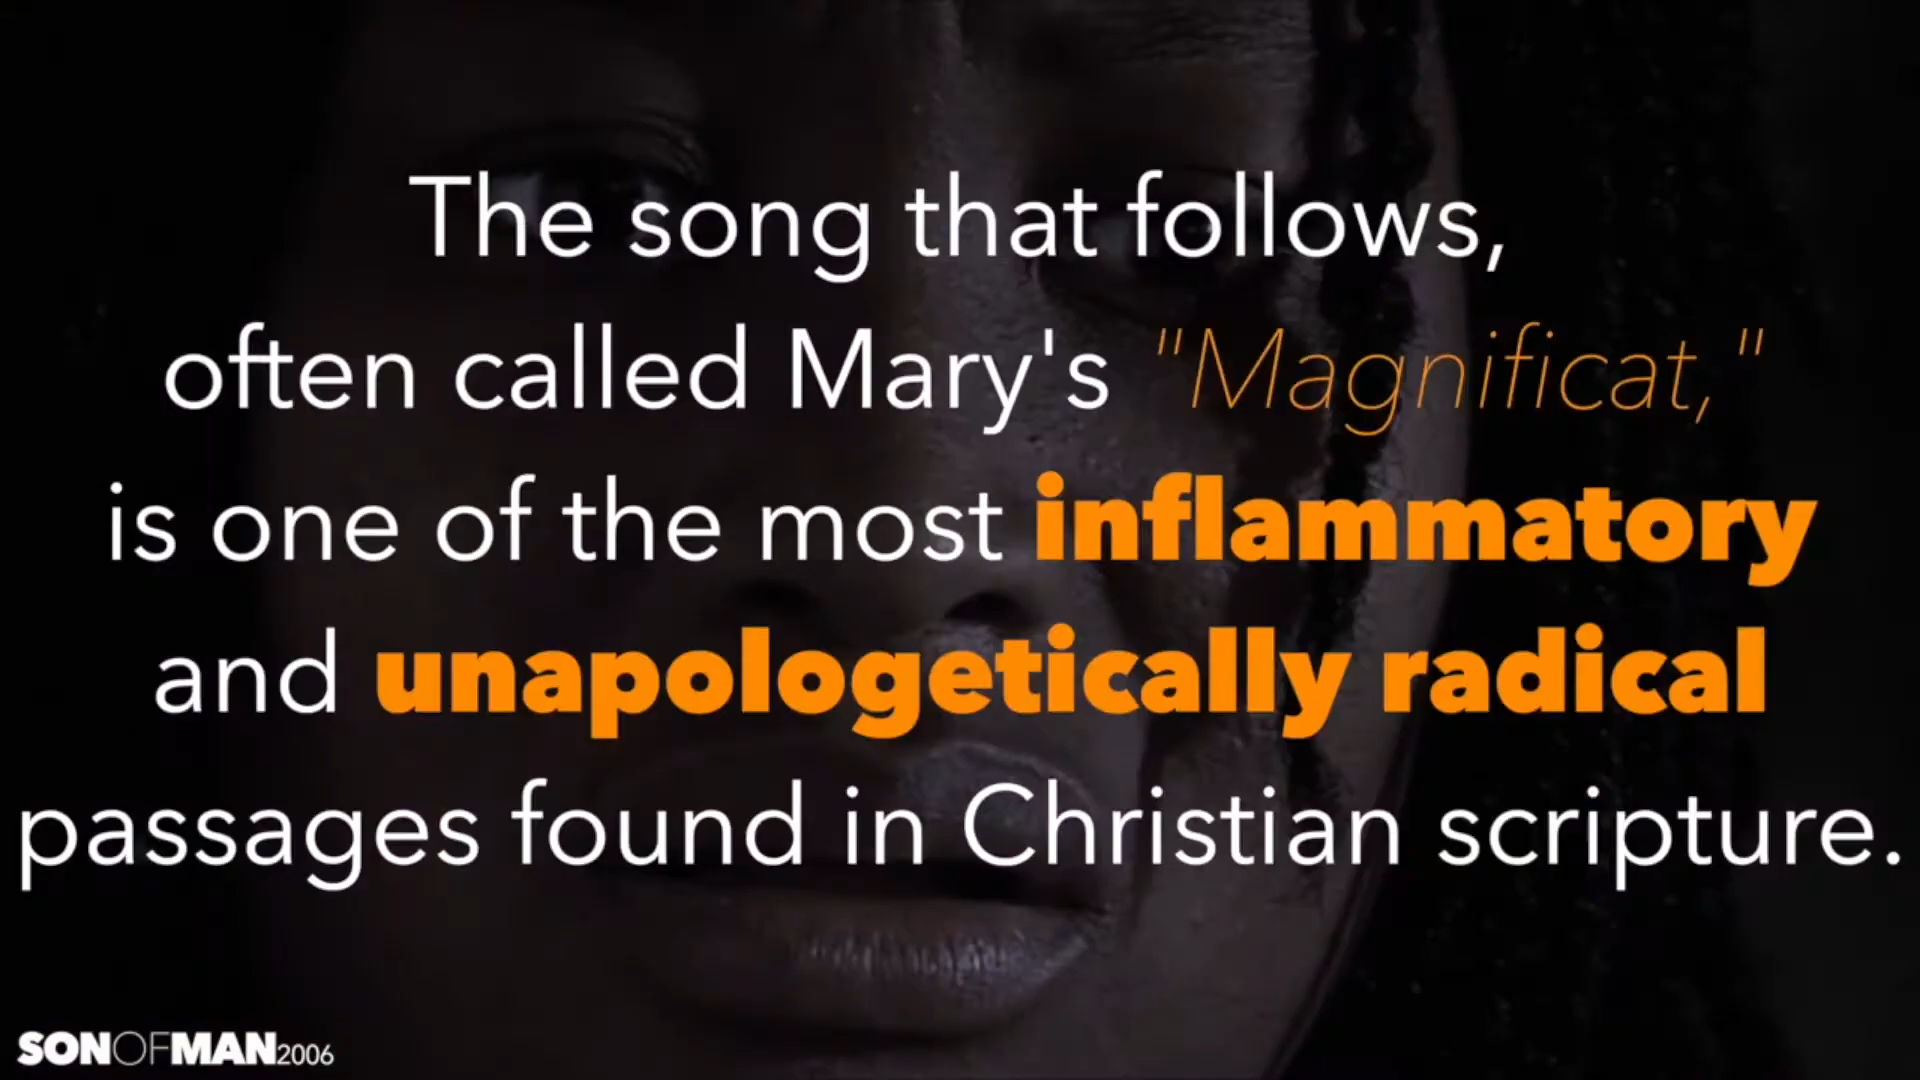 The song that follows,
often called Mary's "Magnificat,"
is one of the most inflammatory
and unapologetically radical
passages found in Christian scripture.
SONOFMAN2006